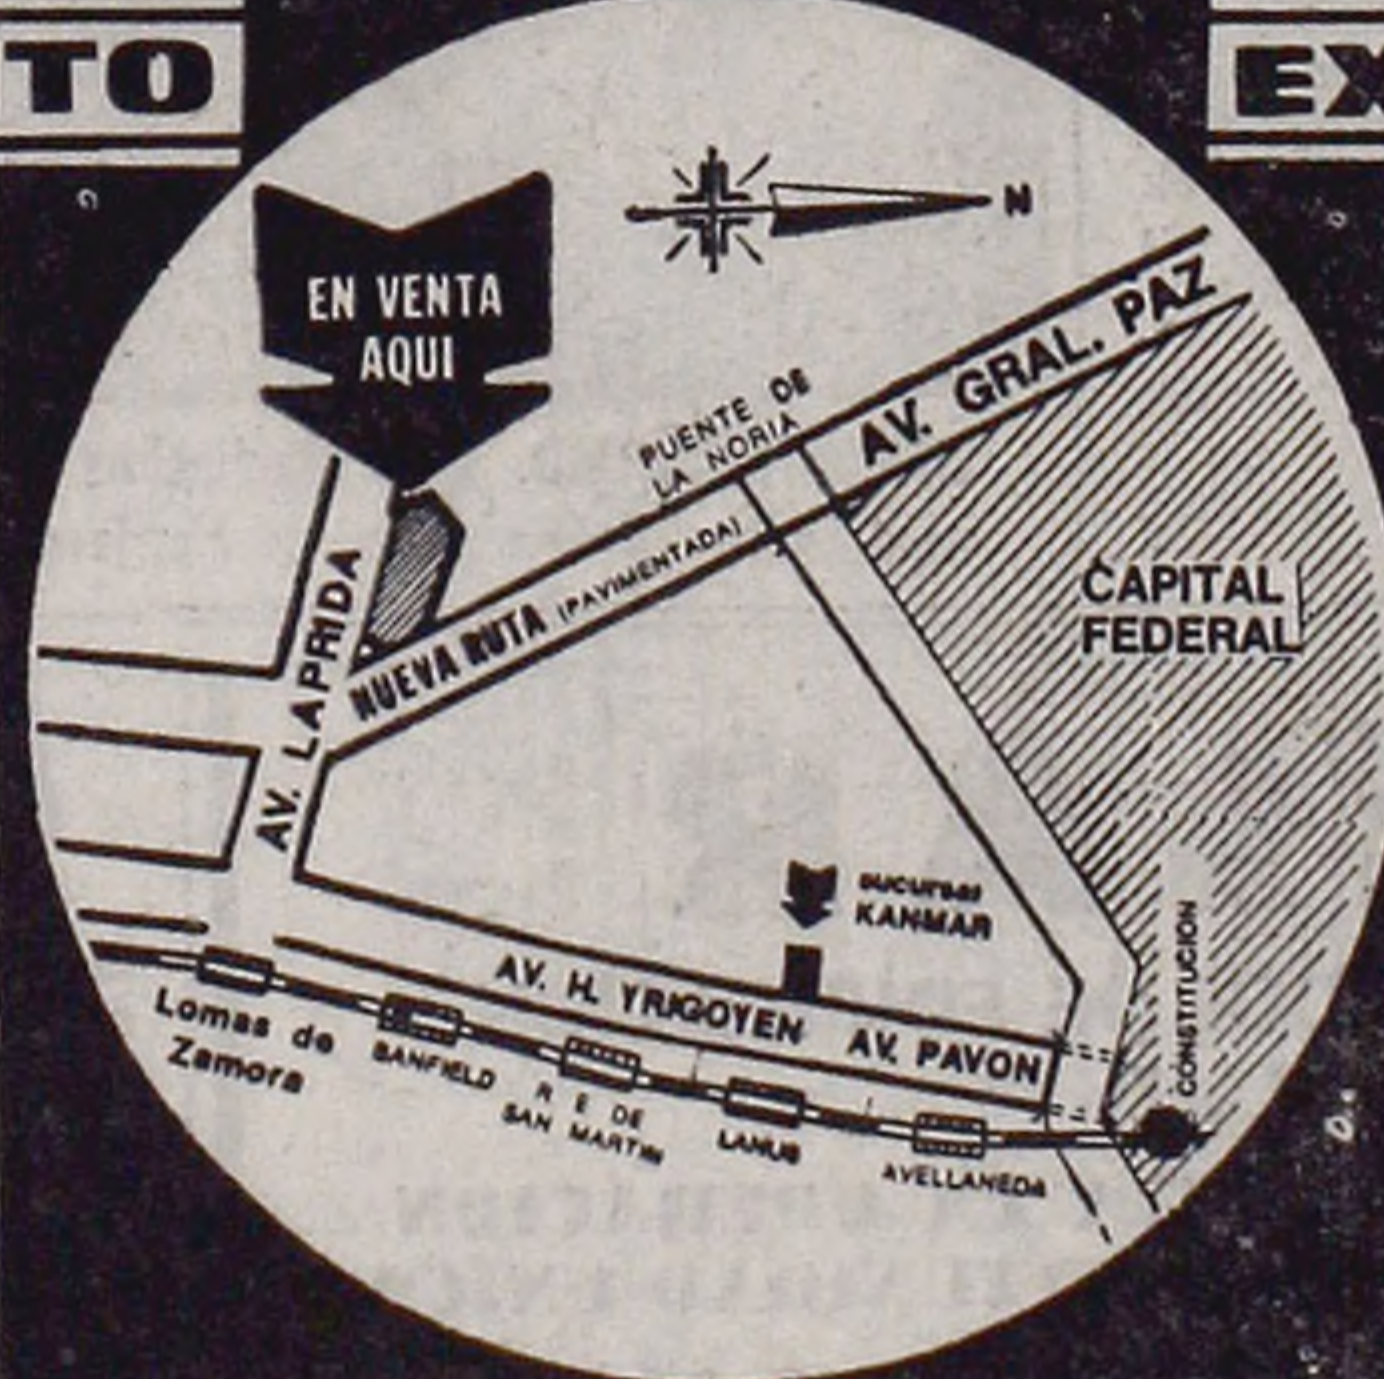 TO
EX
N
EN VENTA
AQUI
AV. GRAL. PAZ
PUENTE DE
LA NORIA
NUEVA RUTA (PAVIMENTADA)
AV. LAPRIDA
CAPITAL
FEDERAL
sucursal
KANMAR
CONSTITUCION
AV. H. YRIGOYEN AV. PAVON
Lomas de
Zamora
BANFIELD
R E DE
SAN MARTIN
LANUS
AVELLANEDA